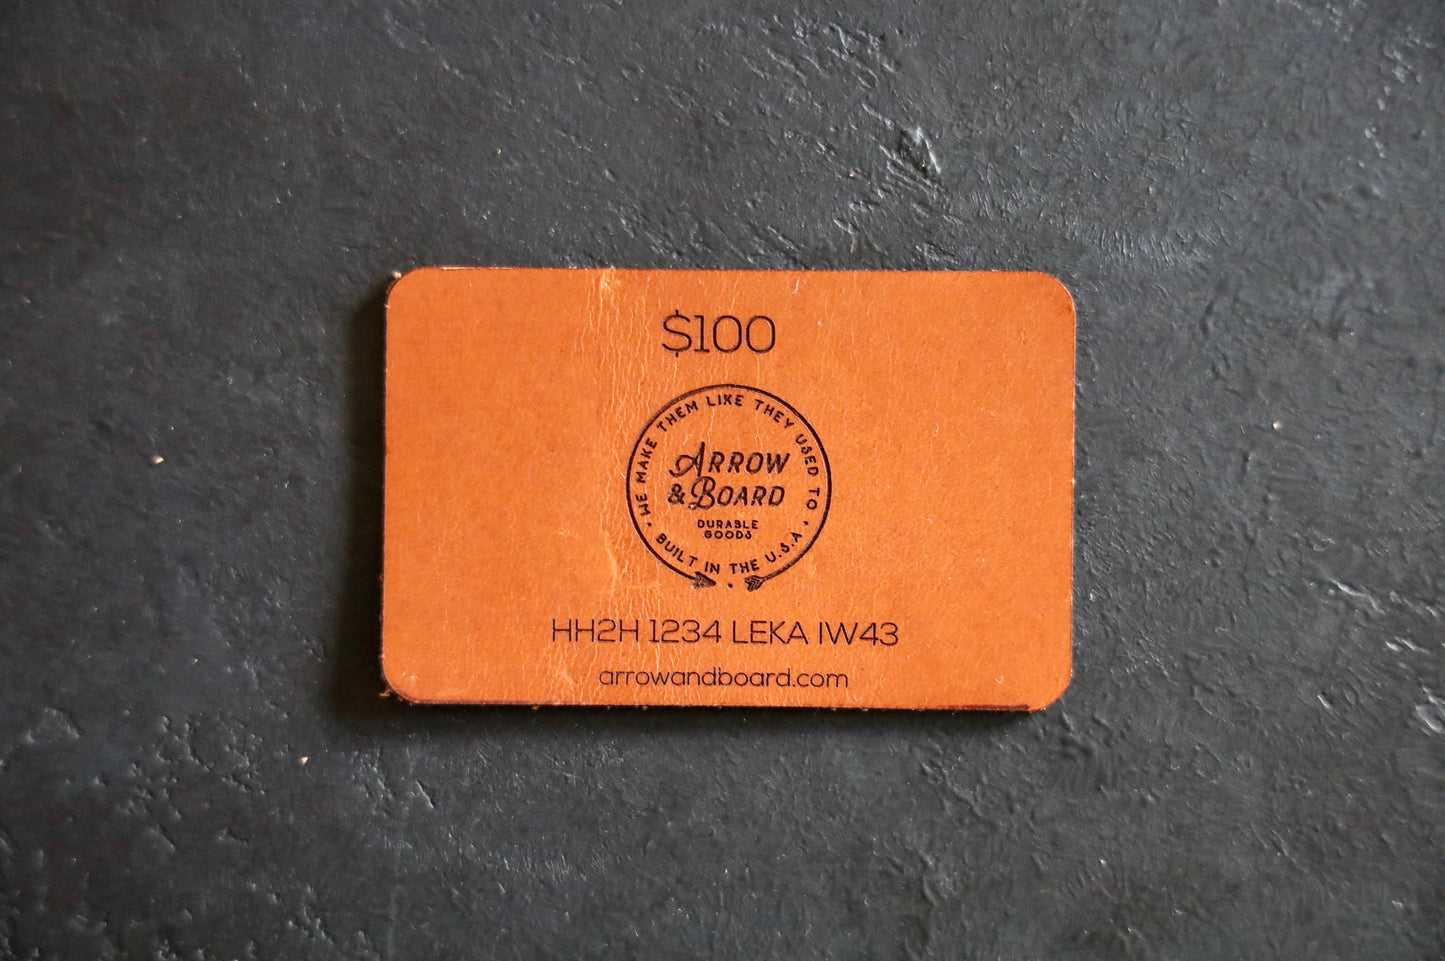 $100
WE MAKE THEM LIKE THEY USED TO
ARROW
& BOARD
DURABLE
GOODS
• BUILT IN THE U.S.A •
HH2H 1234 LEKA IW43
arrowandboard.com